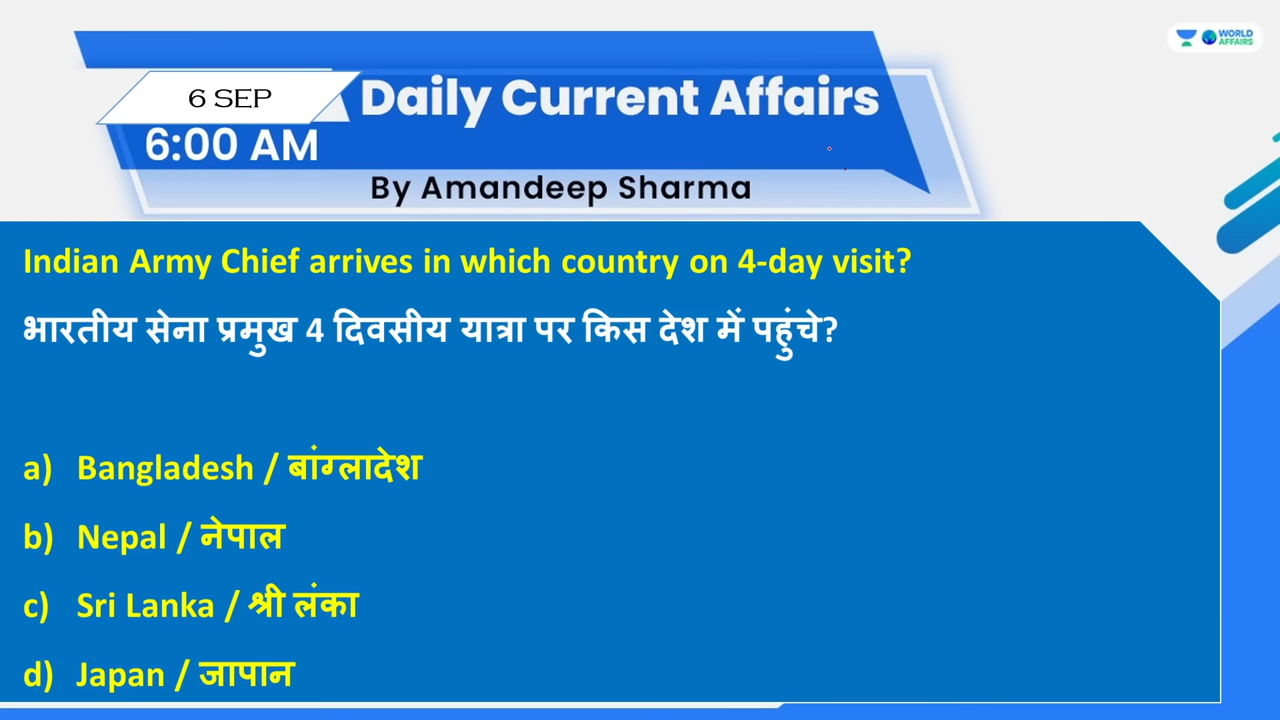 WORLD
AFFAIRS
6 SEP
Daily Current Affairs
6:00 AM
By Amandeep Sharma
Indian Army Chief arrives in which country on 4-day visit?
भारतीय सेना प्रमुख 4 दिवसीय यात्रा पर किस देश में पहुंचे?
a) Bangladesh / बांग्लादेश
b) Nepal / नेपाल
c) Sri Lanka / श्री लंका
d) Japan / जापान